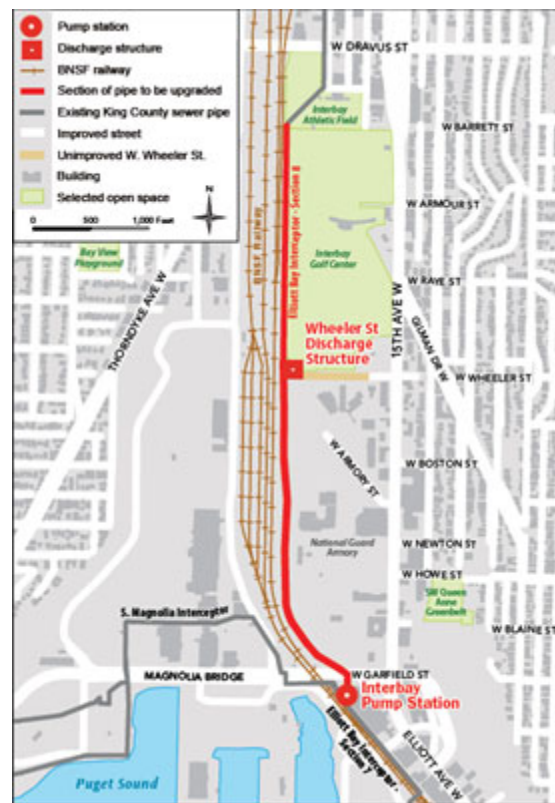 Pump station
Discharge structure
BNSF railway
Section of pipe to be upgraded
Existing King County sewer pipe
Improved street
Unimproved W. Wheeler St.
Building
Selected open space
N
0 500 1,000 Feet
W DRAVUS ST
Interbay
Athletic Field
W BARRETT ST
W ARMOUR ST
Elliott Bay Interceptor - Section 8
BNSF Railway
Bay View
Playground
Interbay
Golf Center
THORNDYKE AVE W
W RAYE ST
15TH AVE W
GILMAN DR W
Wheeler St
Discharge
Structure
W WHEELER ST
W ARMORY ST
W BOSTON ST
National Guard
Armory
W NEWTON ST
W HOWE ST
SW Queen
Anne
Greenbelt
S. Magnolia Interceptor
W BLAINE ST
MAGNOLIA BRIDGE
W GARFIELD ST
Interbay
Pump Station
Elliott Bay Interceptor -
Section 7
ELLIOTT AVE W
Puget Sound